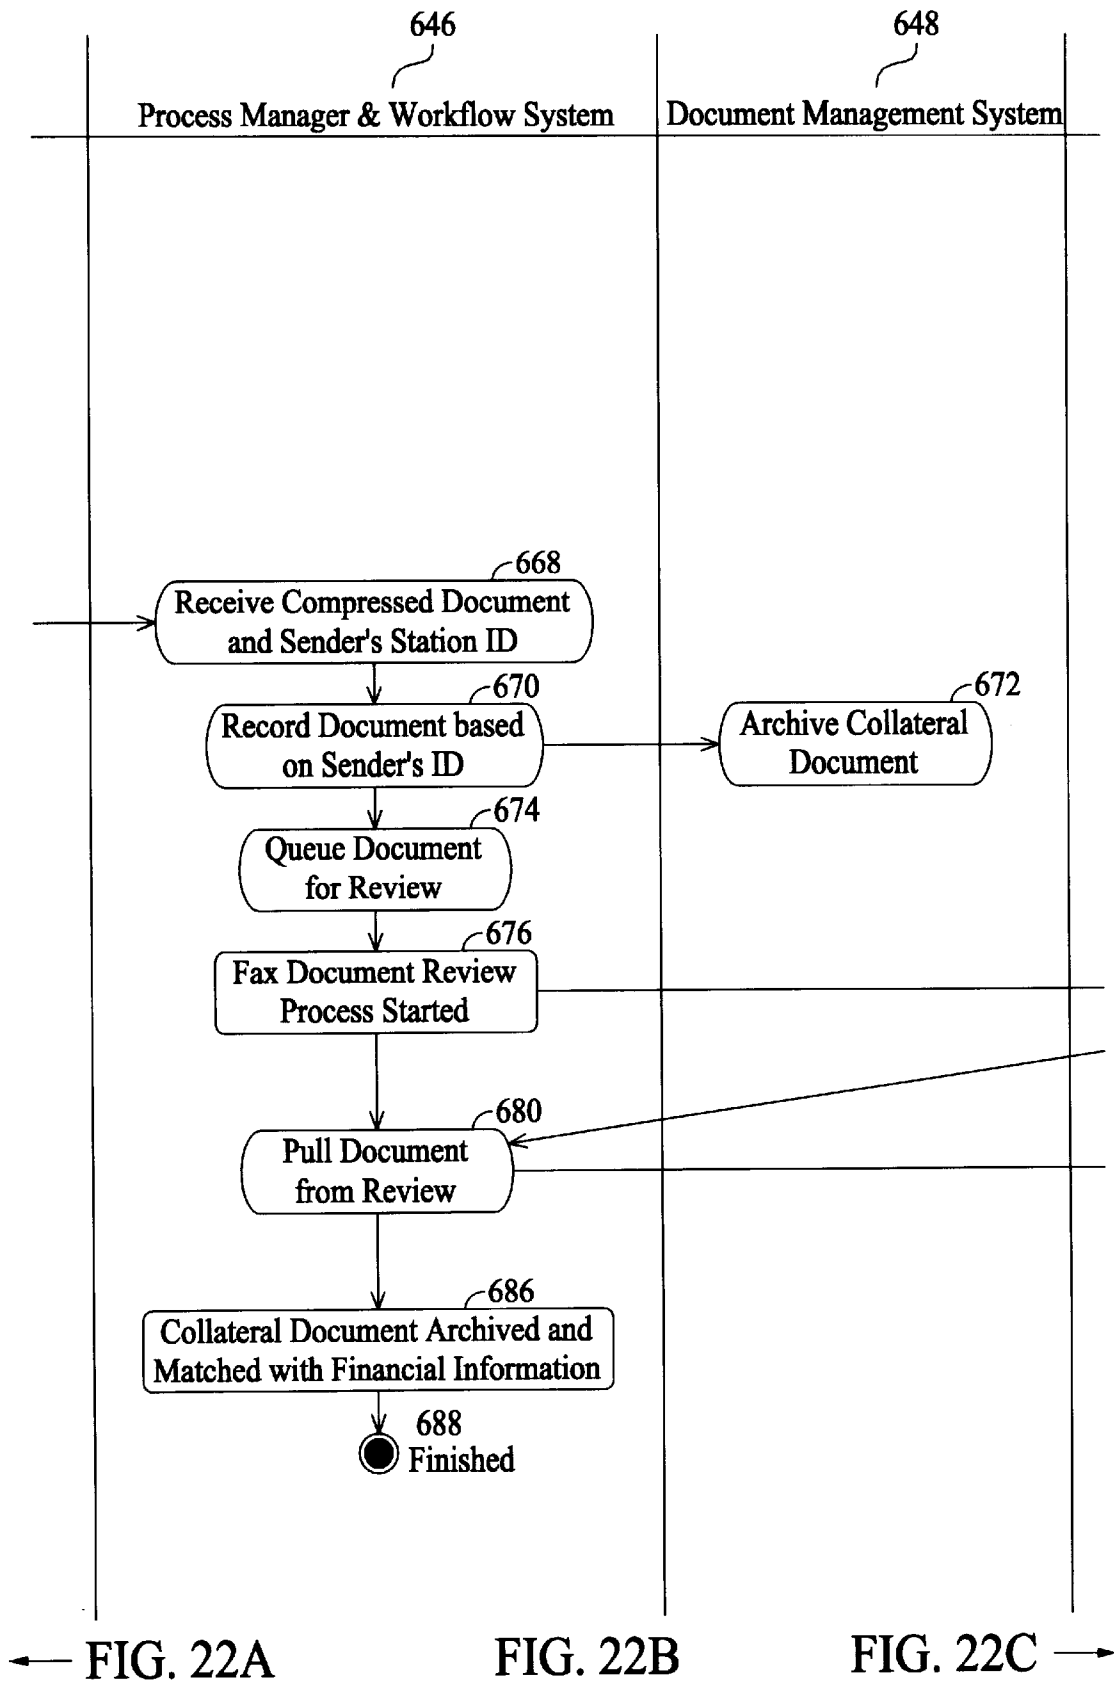 646
648
Process Manager & Workflow System
Document Management System
668
Receive Compressed Document
and Sender's Station ID
670
Record Document based
on Sender's ID
672
Archive Collateral
Document
674
Queue Document
for Review
676
Fax Document Review
Process Started
680
Pull Document
from Review
686
Collateral Document Archived and
Matched with Financial Information
688
Finished
FIG. 22A
FIG. 22B
FIG. 22C